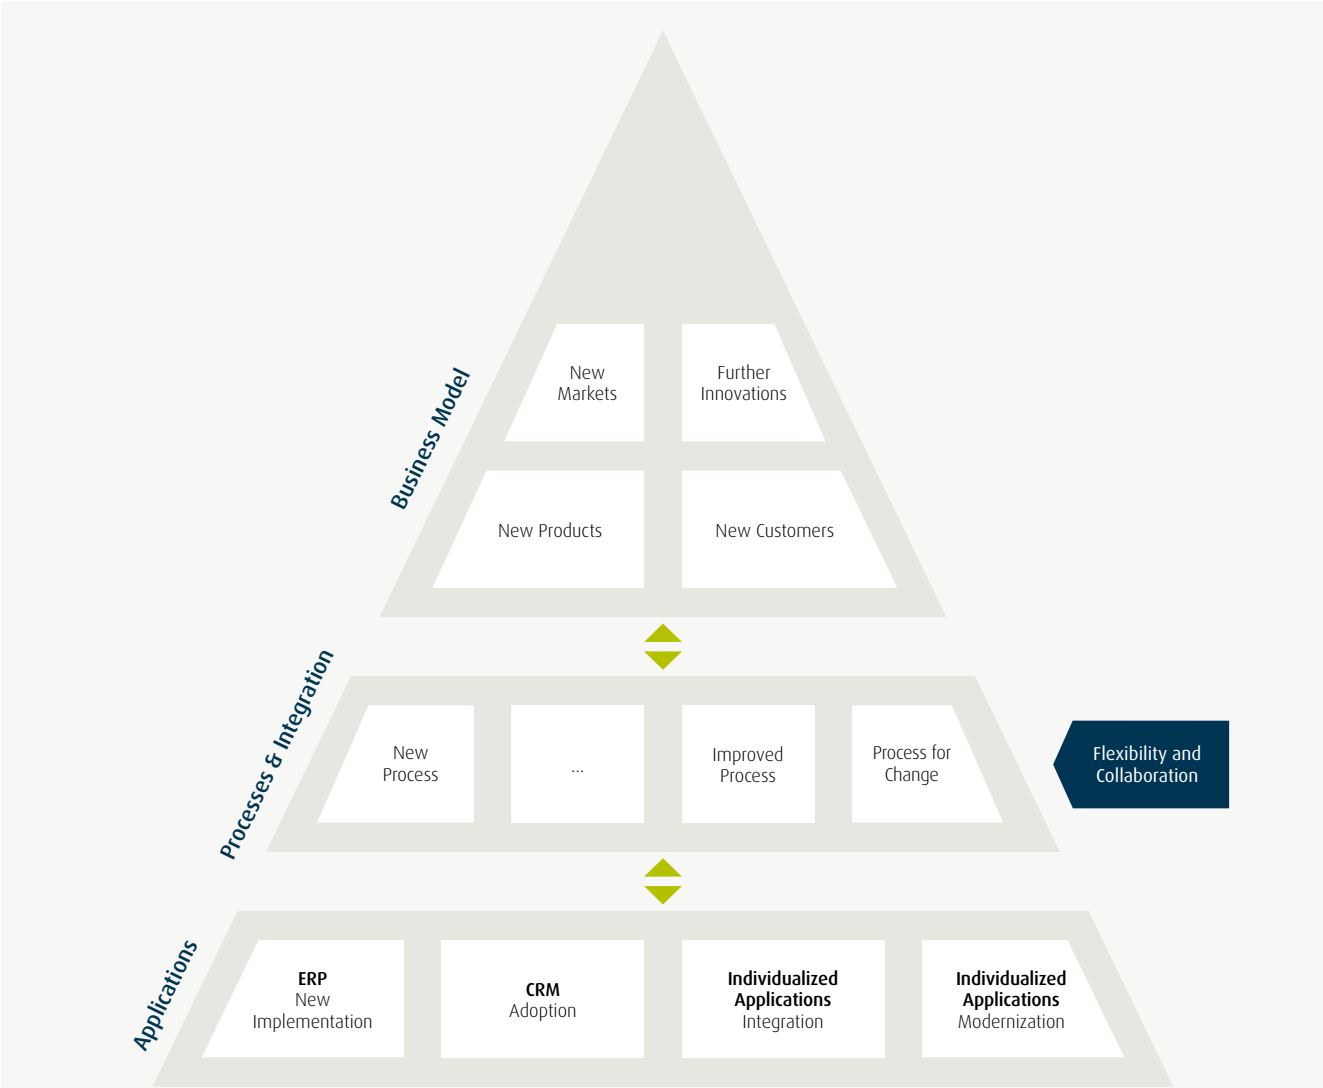 Business Model
New
Markets
Further
Innovations
New Products
New Customers
Processes & Integration
New
Process
...
Improved
Process
Process for
Change
Flexibility and
Collaboration
Applications
ERP
New
Implementation
CRM
Adoption
Individualized
Applications
Integration
Individualized
Applications
Modernization